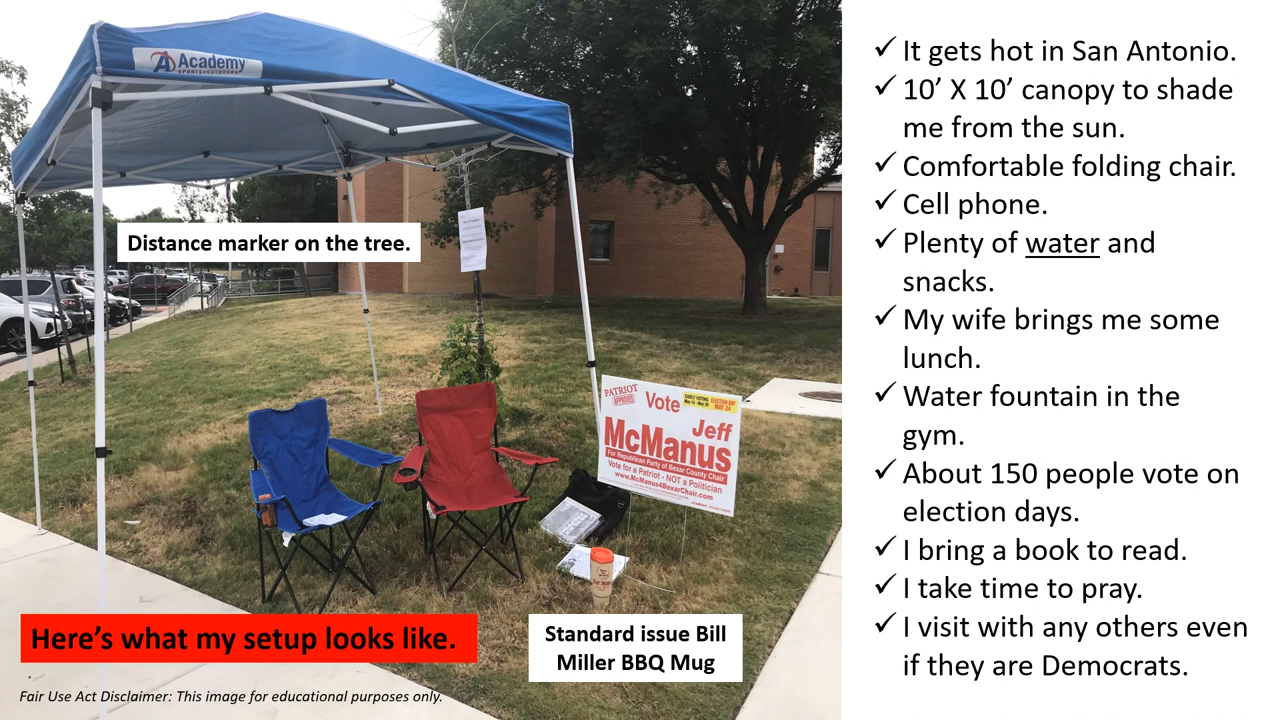 Academy
SPORTS+OUTDOORS
Distance marker on the tree.
PATRIOT
APPROVED
Vote
EARLY VOTING
ELECTION DAY
MAY 24
Jeff
McManus
For Republican Party of Bexar County Chair
Vote for a Patriot - NOT a Politician
www.McManus4BexarChair.com
Here's what my setup looks like.
Standard issue Bill
Miller BBQ Mug
Fair Use Act Disclaimer: This image for educational purposes only.
✓ It gets hot in San Antonio.
✓ 10’ X 10’ canopy to shade
me from the sun.
✓ Comfortable folding chair.
✓ Cell phone.
✓ Plenty of water and
snacks.
✓ My wife brings me some
lunch.
✓ Water fountain in the
gym.
✓ About 150 people vote on
election days.
✓ I bring a book to read.
✓ I take time to pray.
✓ I visit with any others even
if they are Democrats.